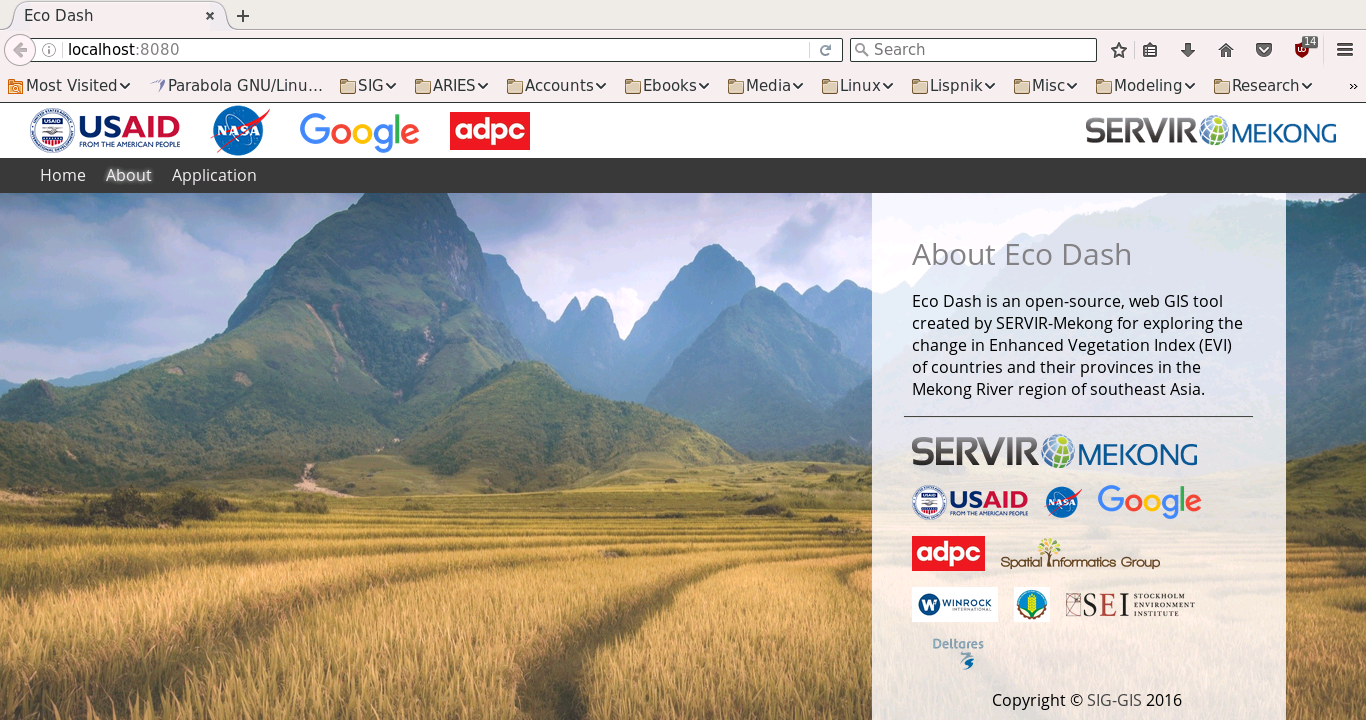 Eco Dash
localhost:8080
Search
14
Most Visited
Parabola GNU/Linu...
SIG
ARIES
Accounts
Ebooks
Media
Linux
Lispnik
Misc
Modeling
Research
»
USAID
FROM THE AMERICAN PEOPLE
NASA
Google
adpc
SERVIR MEKONG
Home
About
Application
About Eco Dash
Eco Dash is an open-source, web GIS tool
created by SERVIR-Mekong for exploring the
change in Enhanced Vegetation Index (EVI)
of countries and their provinces in the
Mekong River region of southeast Asia.
SERVIR MEKONG
USAID
FROM THE AMERICAN PEOPLE
NASA
Google
adpc
Spatial Informatics Group
W WINROCK
INTERNATIONAL
SEI
STOCKHOLM
ENVIRONMENT
INSTITUTE
Deltares
Copyright © SIG-GIS 2016